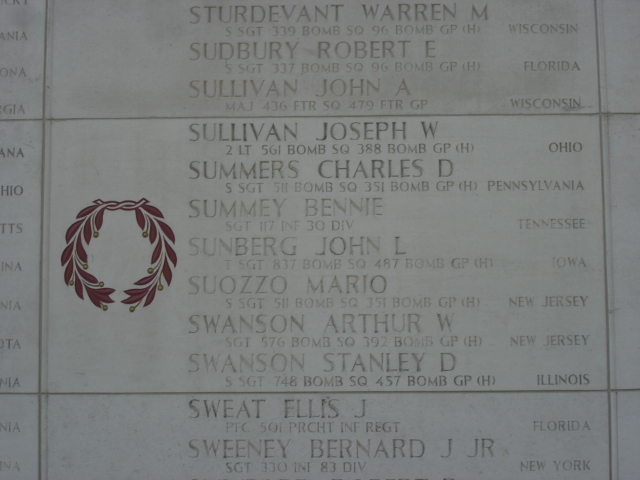 STURDEVANT WARREN M
S SGT 339 BOMB SQ 96 BOMB GP (H) WISCONSIN
SUDBURY ROBERT E
S SGT 337 BOMB SQ 96 BOMB GP (H) FLORIDA
SULLIVAN JOHN A
MAJ 436 FTR SQ 479 FTR GP WISCONSIN
SULLIVAN JOSEPH W
2 LT 561 BOMB SQ 388 BOMB GP (H) OHIO
SUMMERS CHARLES D
S SGT 511 BOMB SQ 351 BOMB GP (H) PENNSYLVANIA
SUMMEY BENNIE
SGT 117 INF 30 DIV TENNESSEE
SUNBERG JOHN L
T SGT 837 BOMB SQ 487 BOMB GP (H) IOWA
SUOZZO MARIO
S SGT 511 BOMB SQ 351 BOMB GP (H) NEW JERSEY
SWANSON ARTHUR W
SGT 576 BOMB SQ 392 BOMB GP (H) NEW JERSEY
SWANSON STANLEY D
S SGT 748 BOMB SQ 457 BOMB GP (H) ILLINOIS
SWEAT ELLIS J
PFC 501 PRCHT INF REGT FLORIDA
SWEENEY BERNARD J JR
SGT 330 INF 83 DIV NEW YORK